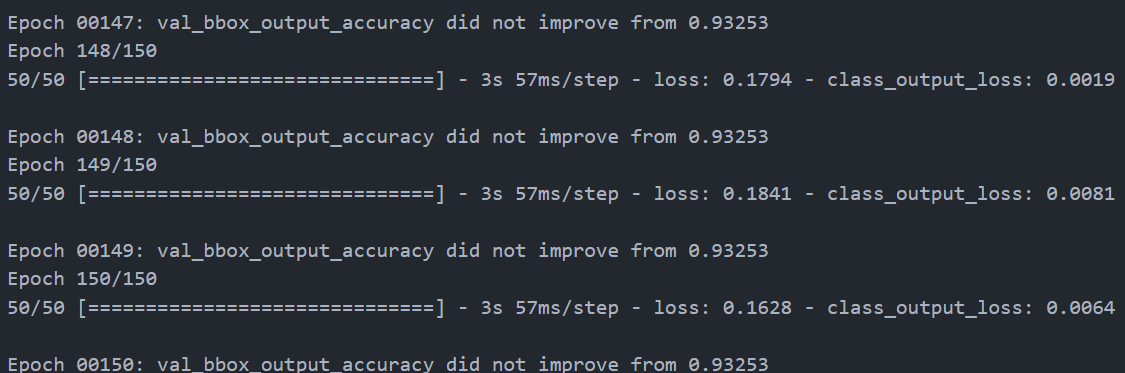 Epoch 00147: val_bbox_output_accuracy did not improve from 0.93253
Epoch 148/150
50/50 [==============================] - 3s 57ms/step - loss: 0.1794 - class_output_loss: 0.0019
Epoch 00148: val_bbox_output_accuracy did not improve from 0.93253
Epoch 149/150
50/50 [==============================] - 3s 57ms/step - loss: 0.1841 - class_output_loss: 0.0081
Epoch 00149: val_bbox_output_accuracy did not improve from 0.93253
Epoch 150/150
50/50 [==============================] - 3s 57ms/step - loss: 0.1628 - class_output_loss: 0.0064
Epoch 00150: val_bbox_output_accuracy did not improve from 0.93253